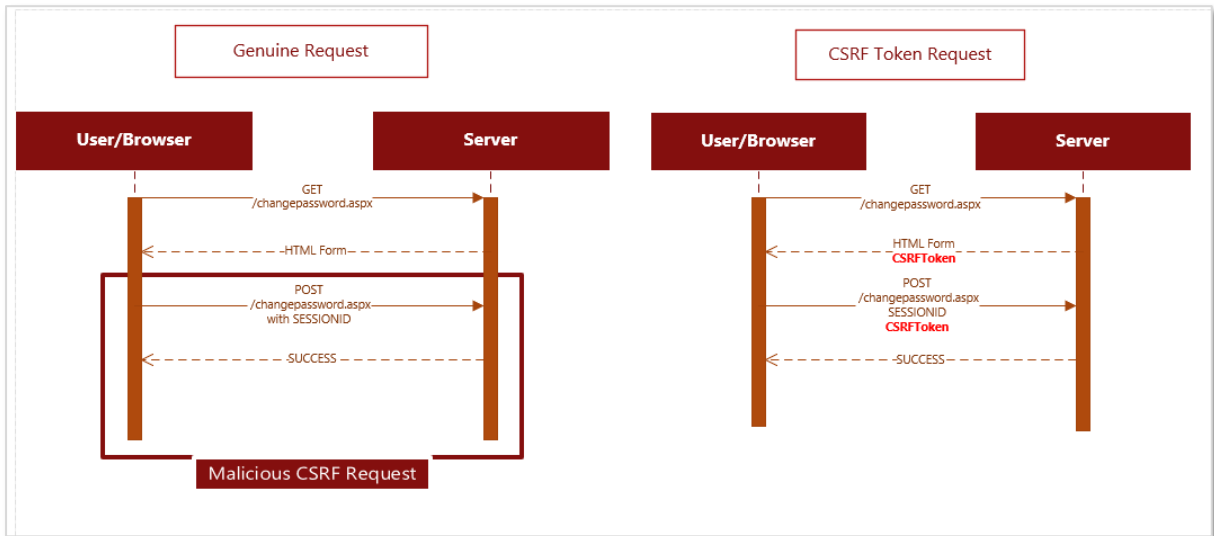 Genuine Request
User/Browser
Server
GET
/changepassword.aspx
HTML Form
POST
/changepassword.aspx
with SESSIONID
SUCCESS
Malicious CSRF Request
CSRF Token Request
User/Browser
Server
GET
/changepassword.aspx
HTML Form
CSRFToken
POST
/changepassword.aspx
SESSIONID
CSRFToken
SUCCESS